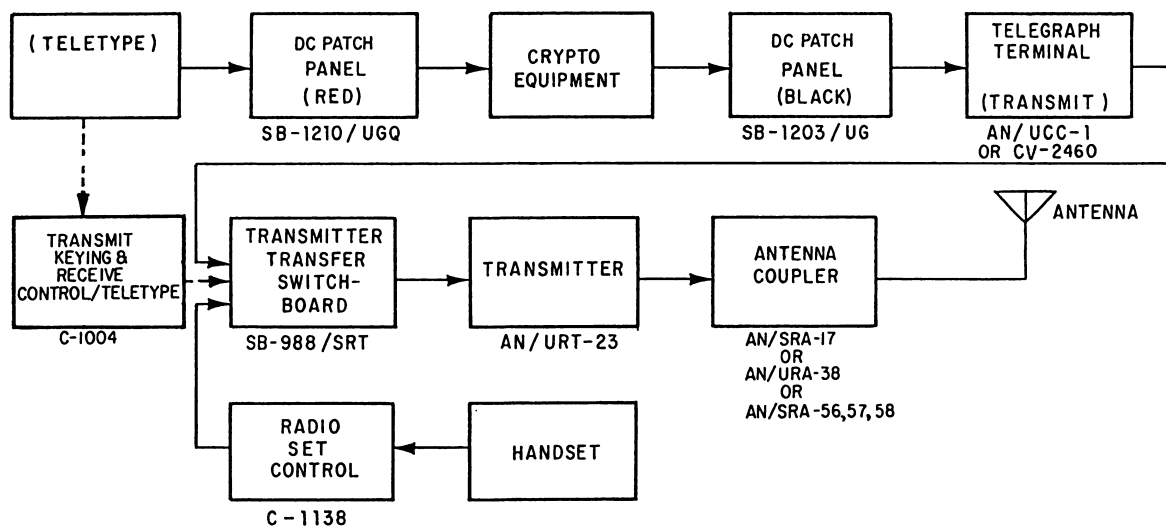 (TELETYPE)
DC PATCH
PANEL
(RED)
SB-1210/UGQ
CRYPTO
EQUIPMENT
DC PATCH
PANEL
(BLACK)
SB-1203/UG
TELEGRAPH
TERMINAL
(TRANSMIT)
AN/UCC-1
OR CV-2460
TRANSMIT
KEYING &
RECEIVE
CONTROL/TELETYPE
C-1004
TRANSMITTER
TRANSFER
SWITCH-
BOARD
SB-988/SRT
TRANSMITTER
AN/URT-23
ANTENNA
COUPLER
AN/SRA-17
OR
AN/URA-38
OR
AN/SRA-56,57,58
ANTENNA
RADIO
SET
CONTROL
C-1138
HANDSET